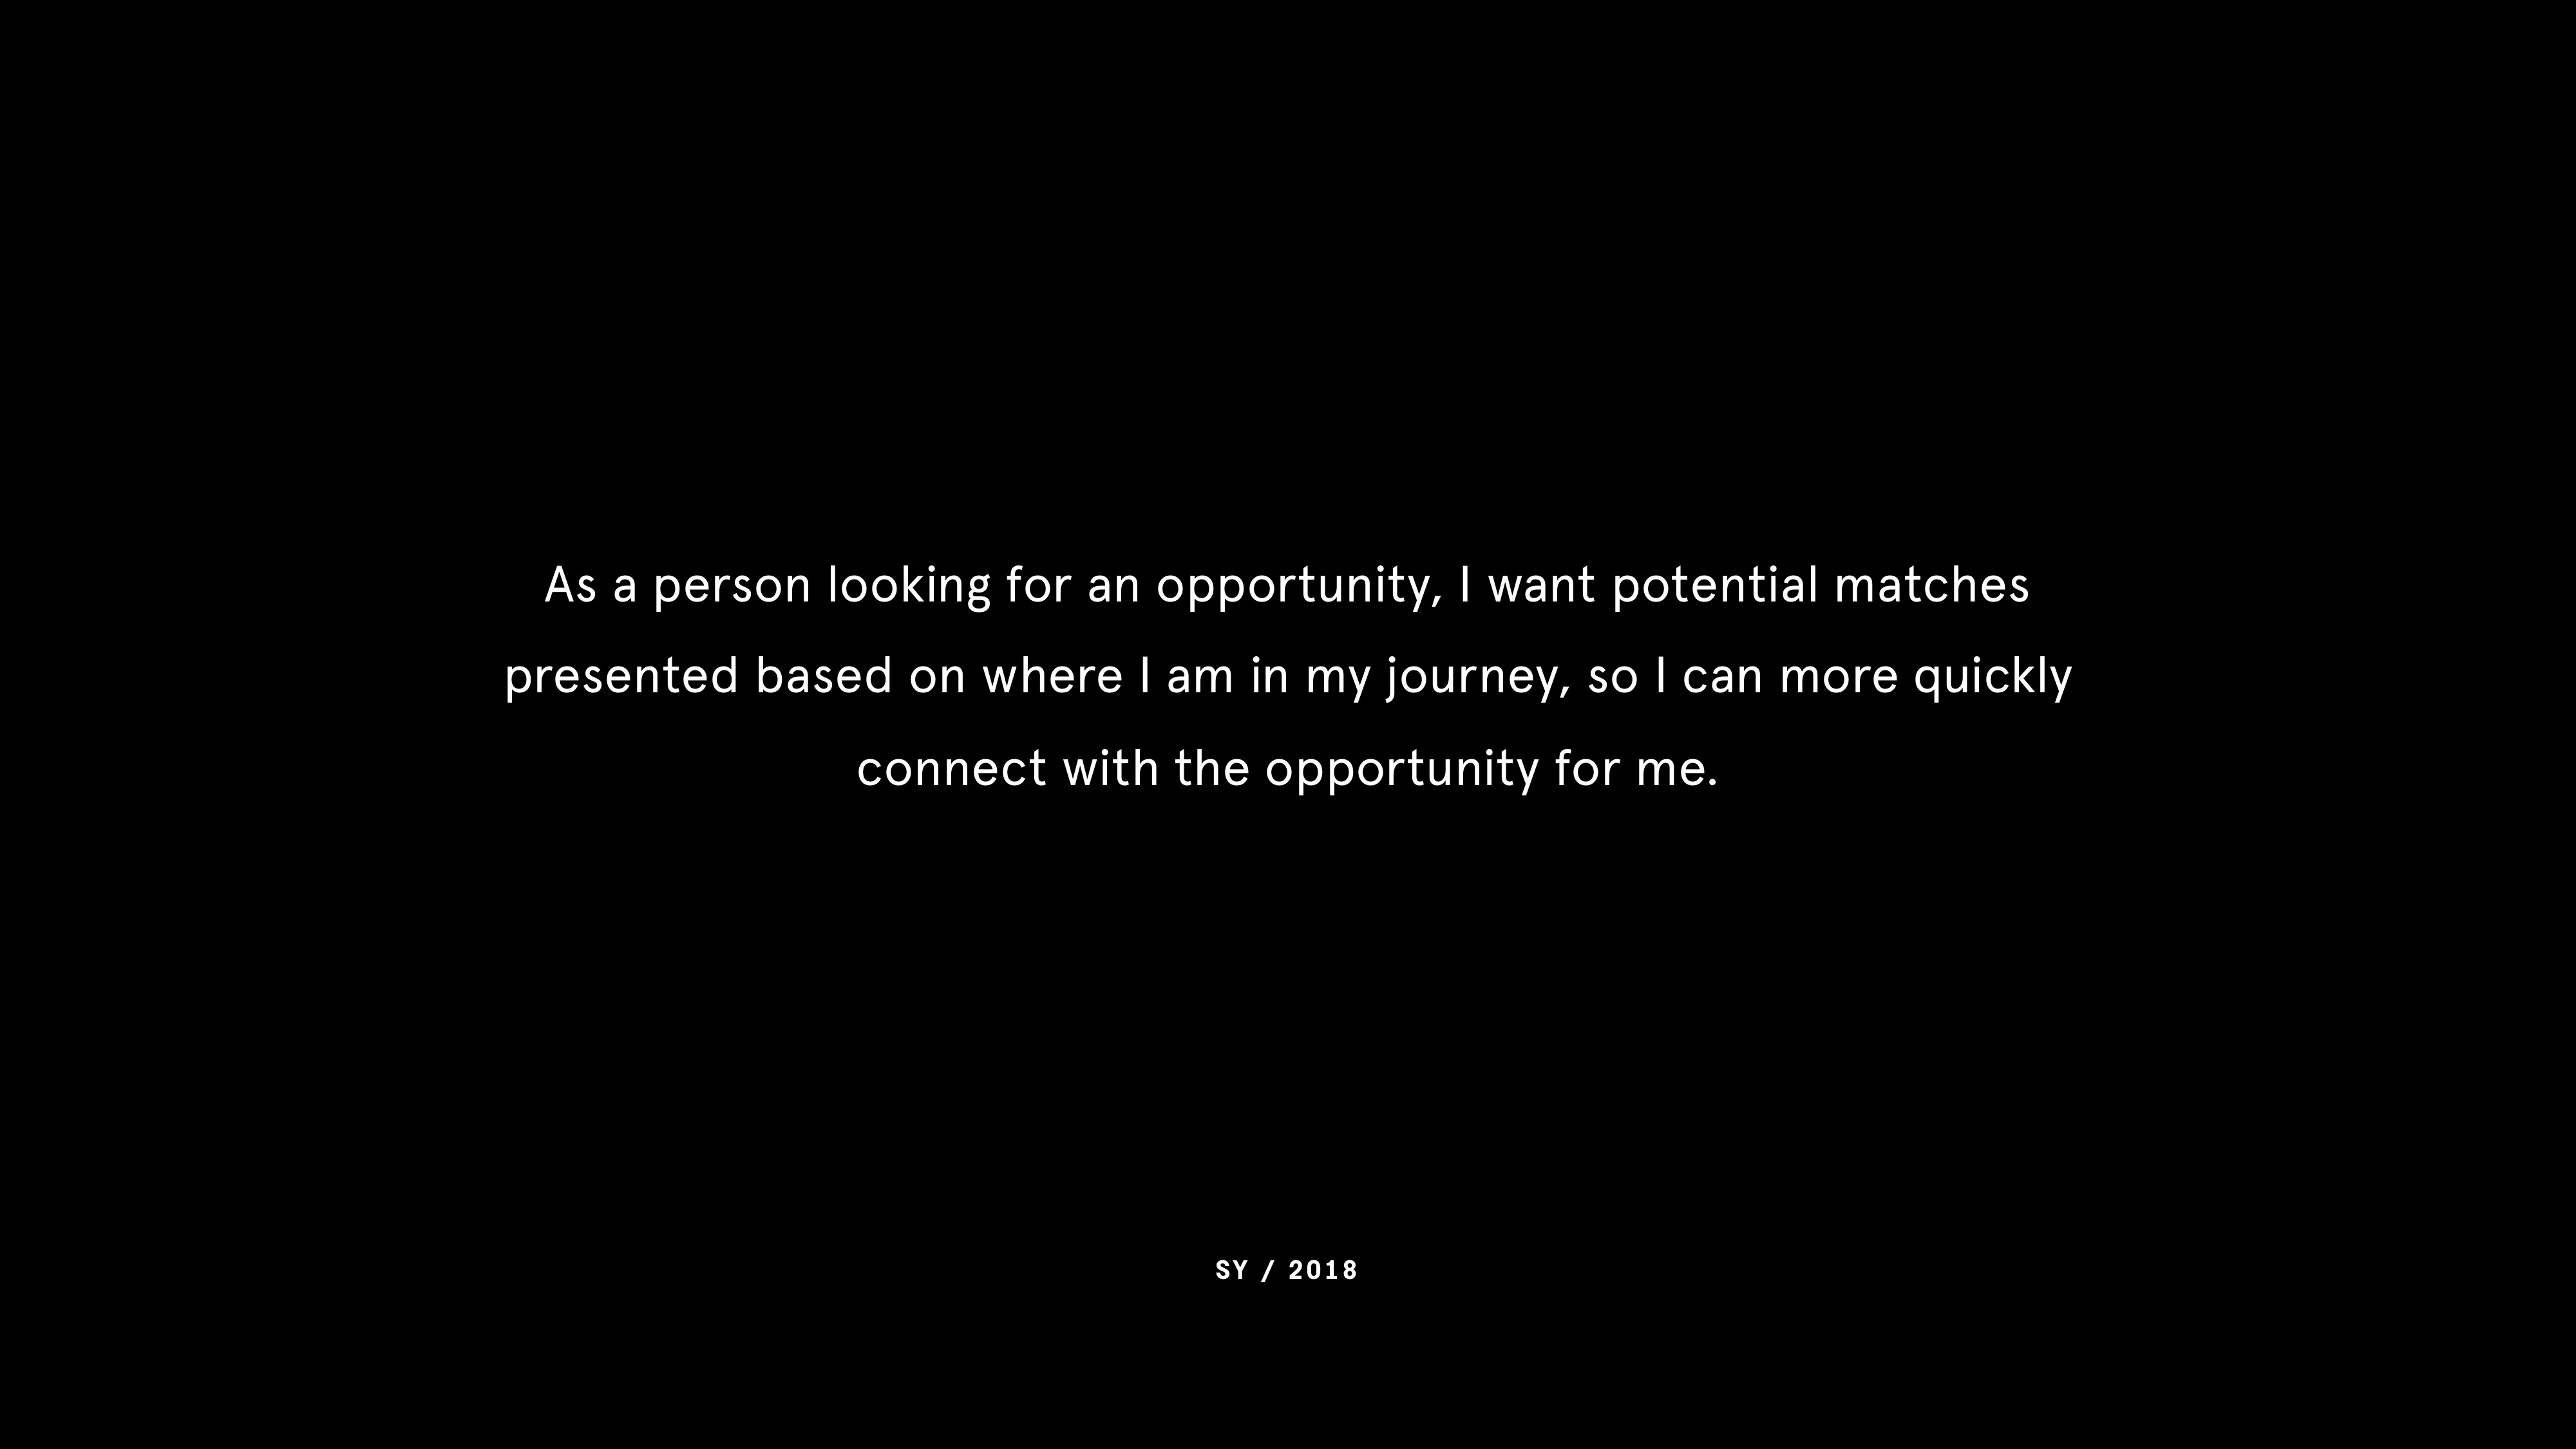 As a person looking for an opportunity, I want potential matches
presented based on where I am in my journey, so I can more quickly
connect with the opportunity for me.
SY / 2018